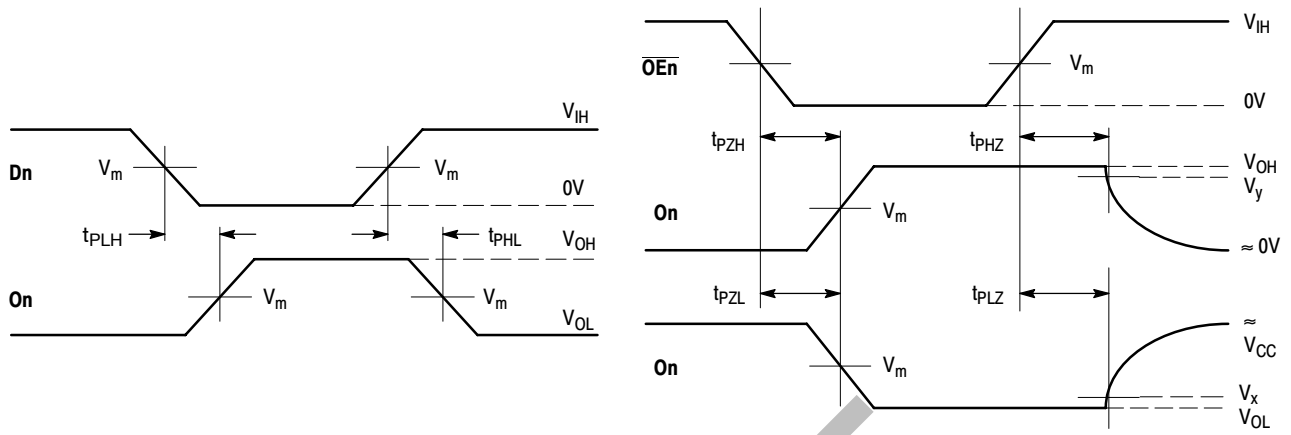 V_IH
Dn
V_m
V_m
0V
t_PLH
t_PHL
V_OH
On
V_m
V_m
V_OL
V_IH
OEn
V_m
0V
t_PZH
t_PHZ
V_OH
V_y
On
V_m
≈ 0V
t_PZL
t_PLZ
≈
V_CC
On
V_m
V_x
V_OL